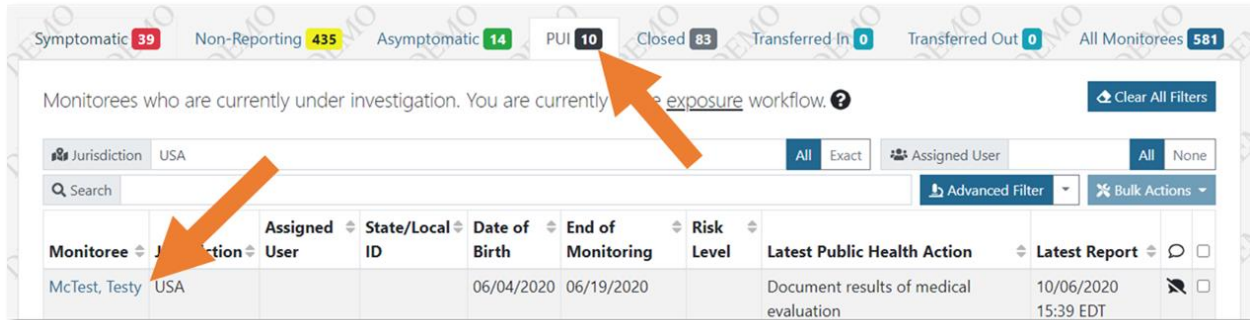 Symptomatic 39 Non-Reporting 435 Asymptomatic 14 PUI 10 Closed 83 Transferred In 0 Transferred Out 0 All Monitorees 581
Monitorees who are currently under investigation. You are currently exposure workflow.
Clear All Filters
Jurisdiction USA All Exact Assigned User All None
Search Advanced Filter Bulk Actions
Monitoree Assigned User State/Local ID Date of Birth End of Monitoring Risk Level Latest Public Health Action Latest Report
McTest, Testy USA 06/04/2020 06/19/2020 Document results of medical evaluation 10/06/2020 15:39 EDT
DEMO